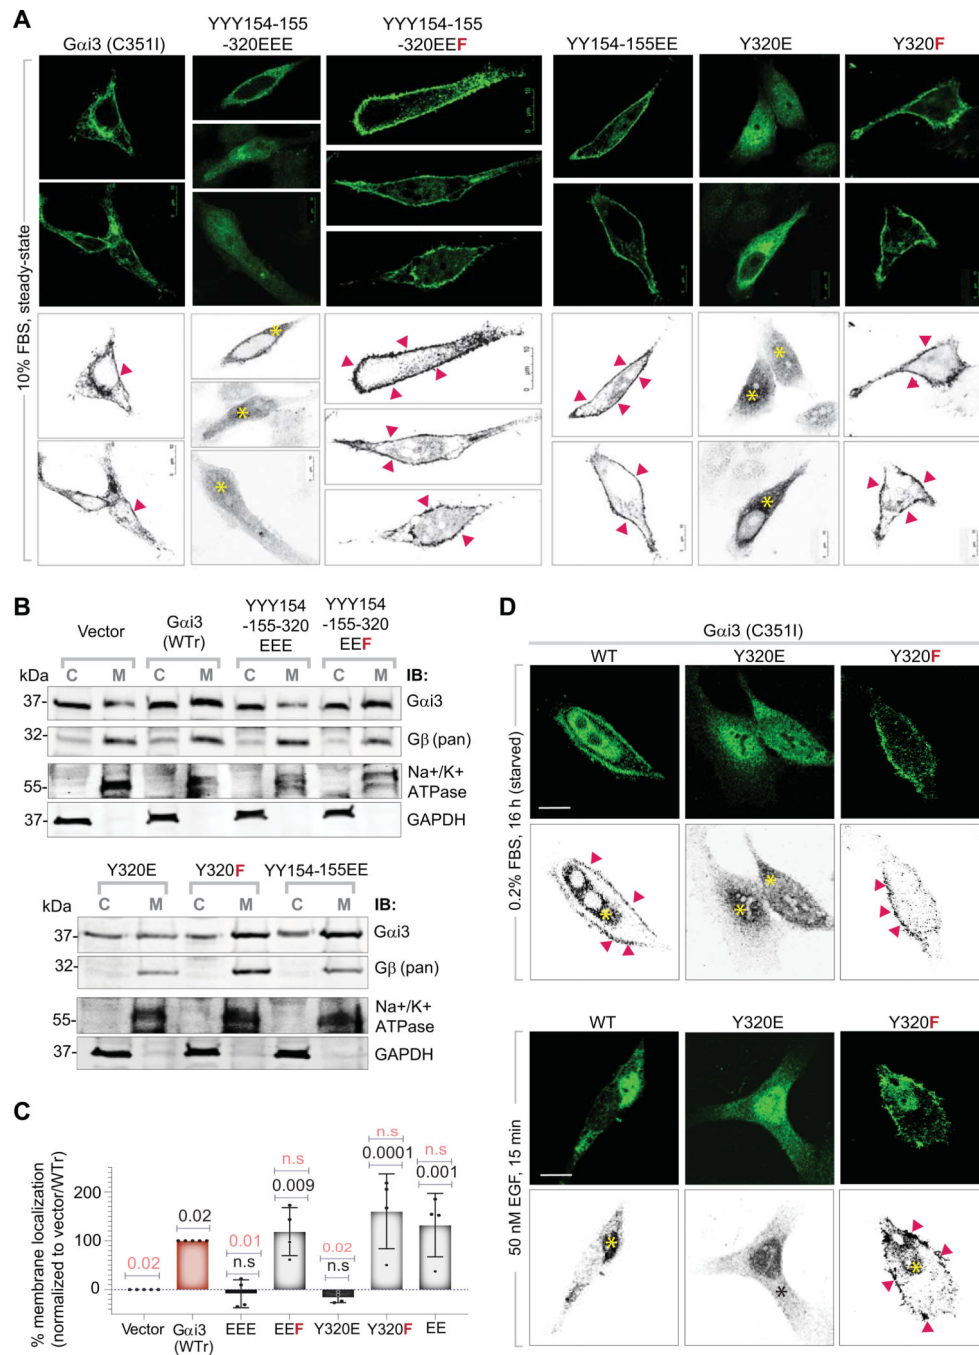 A
Gαi3 (C351I)
YYY154-155
-320EEE
YYY154-155
-320EEF
YY154-155EE
Y320E
Y320F
10% FBS, steady-state
B
Vector
Gαi3
(WTr)
YYY154
-155-320
EEE
YYY154
-155-320
EEF
kDa
C M C M C M C M
IB:
37-
Gαi3
32-
Gβ (pan)
55-
Na+/K+
ATPase
37-
GAPDH
Y320E
Y320F
YY154-155EE
kDa
C M C M C M
IB:
37-
Gαi3
32-
Gβ (pan)
55-
Na+/K+
ATPase
37-
GAPDH
C
% membrane localization
(normalized to vector/WTr)
200
100
0
0.02
0.02
0.01
n.s
n.s
0.009
0.02
n.s
n.s
0.0001
n.s
0.001
Vector
Gαi3
(WTr)
EEE
EEF
Y320E
Y320F
EE
D
Gαi3 (C351I)
WT
Y320E
Y320F
0.2% FBS, 16 h (starved)
WT
Y320E
Y320F
50 nM EGF, 15 min